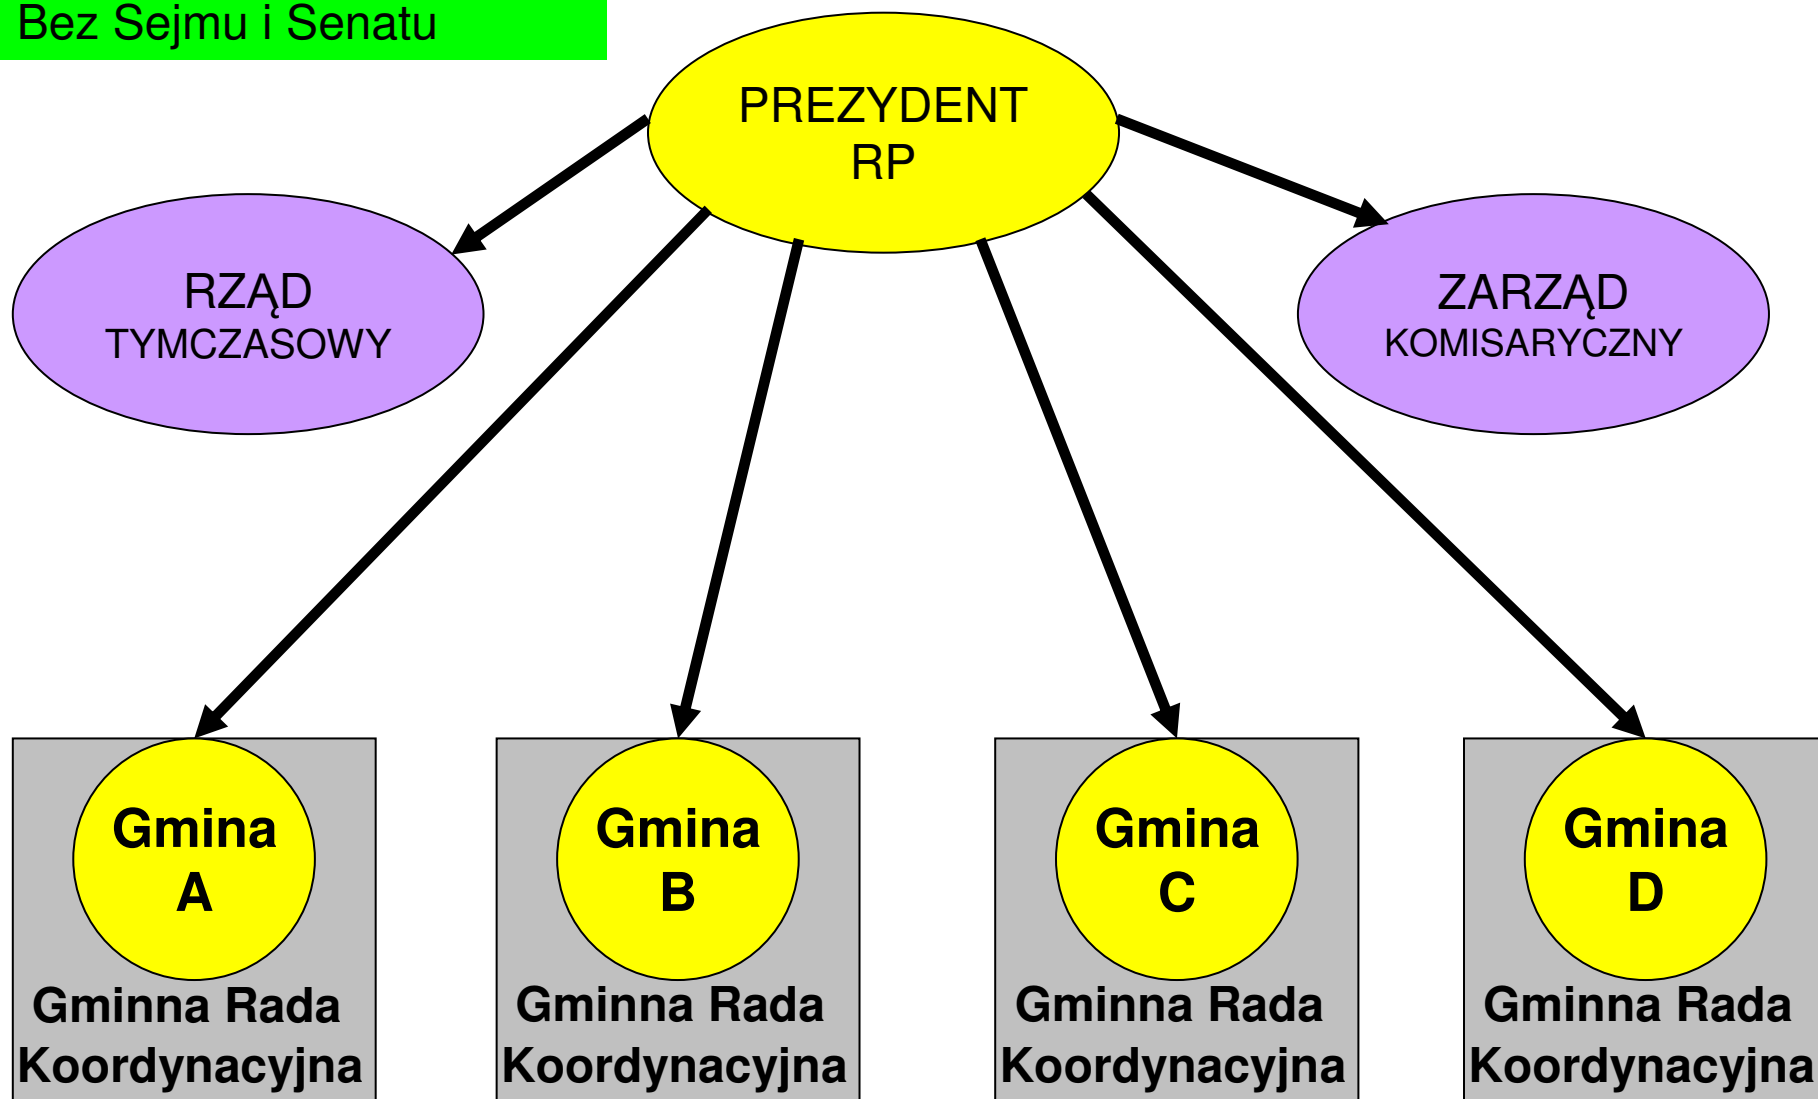 Bez Sejmu i Senatu
PREZYDENT
RP
RZĄD
TYMCZASOWY
ZARZĄD
KOMISARYCZNY
Gmina
A
Gminna Rada
Koordynacyjna
Gmina
B
Gminna Rada
Koordynacyjna
Gmina
C
Gminna Rada
Koordynacyjna
Gmina
D
Gminna Rada
Koordynacyjna